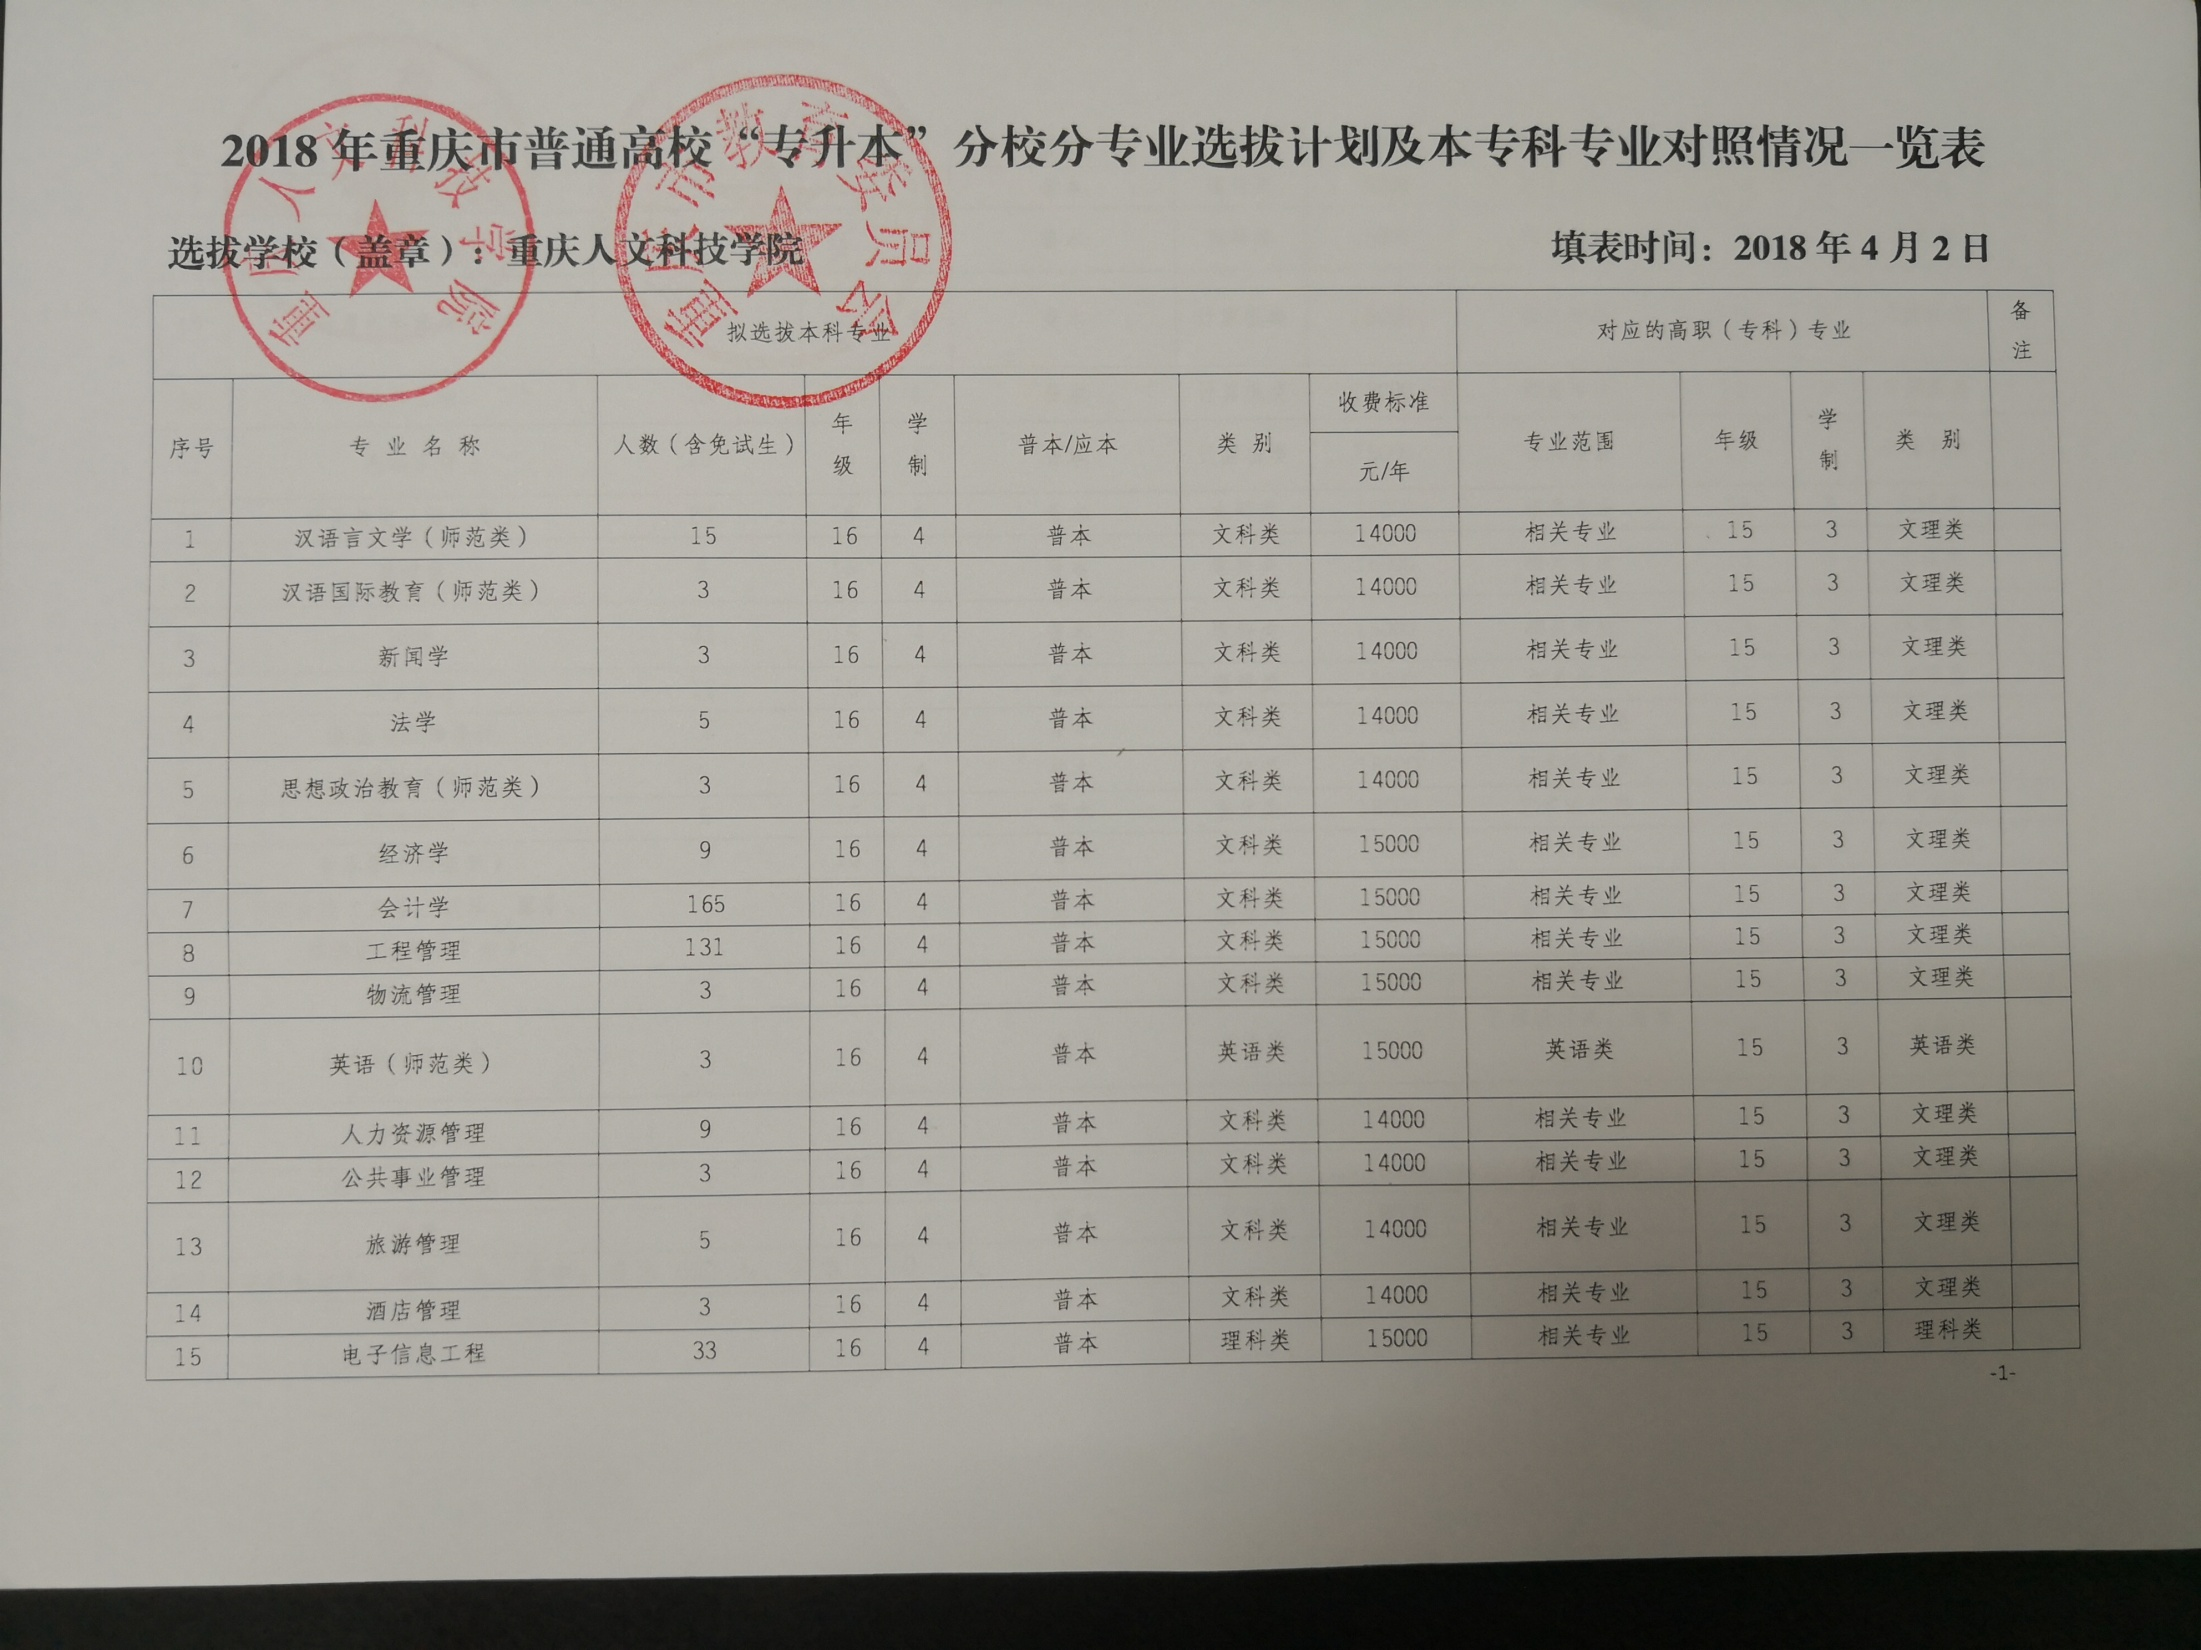 2018年重庆市普通高校“专升本”分校分专业选拔计划及本专科专业对照情况一览表
选拔学校（盖章）：重庆人文科技学院 填表时间：2018年4月2日
重庆人文科技学院
重庆市教育委员会
拟选拔本科专业 对应的高职（专科）专业 备注
序号 专业名称 人数（含免试生） 年级 学制 普本/应本 类别 收费标准 元/年 专业范围 年级 学制 类别
1 汉语言文学（师范类） 15 16 4 普本 文科类 14000 相关专业 15 3 文理类
2 汉语国际教育（师范类） 3 16 4 普本 文科类 14000 相关专业 15 3 文理类
3 新闻学 3 16 4 普本 文科类 14000 相关专业 15 3 文理类
4 法学 5 16 4 普本 文科类 14000 相关专业 15 3 文理类
5 思想政治教育（师范类） 3 16 4 普本 文科类 14000 相关专业 15 3 文理类
6 经济学 9 16 4 普本 文科类 15000 相关专业 15 3 文理类
7 会计学 165 16 4 普本 文科类 15000 相关专业 15 3 文理类
8 工程管理 131 16 4 普本 文科类 15000 相关专业 15 3 文理类
9 物流管理 3 16 4 普本 文科类 15000 相关专业 15 3 文理类
10 英语（师范类） 3 16 4 普本 英语类 15000 英语类 15 3 英语类
11 人力资源管理 9 16 4 普本 文科类 14000 相关专业 15 3 文理类
12 公共事业管理 3 16 4 普本 文科类 14000 相关专业 15 3 文理类
13 旅游管理 5 16 4 普本 文科类 14000 相关专业 15 3 文理类
14 酒店管理 3 16 4 普本 文科类 14000 相关专业 15 3 文理类
15 电子信息工程 33 16 4 普本 理科类 15000 相关专业 15 3 理科类
-1-